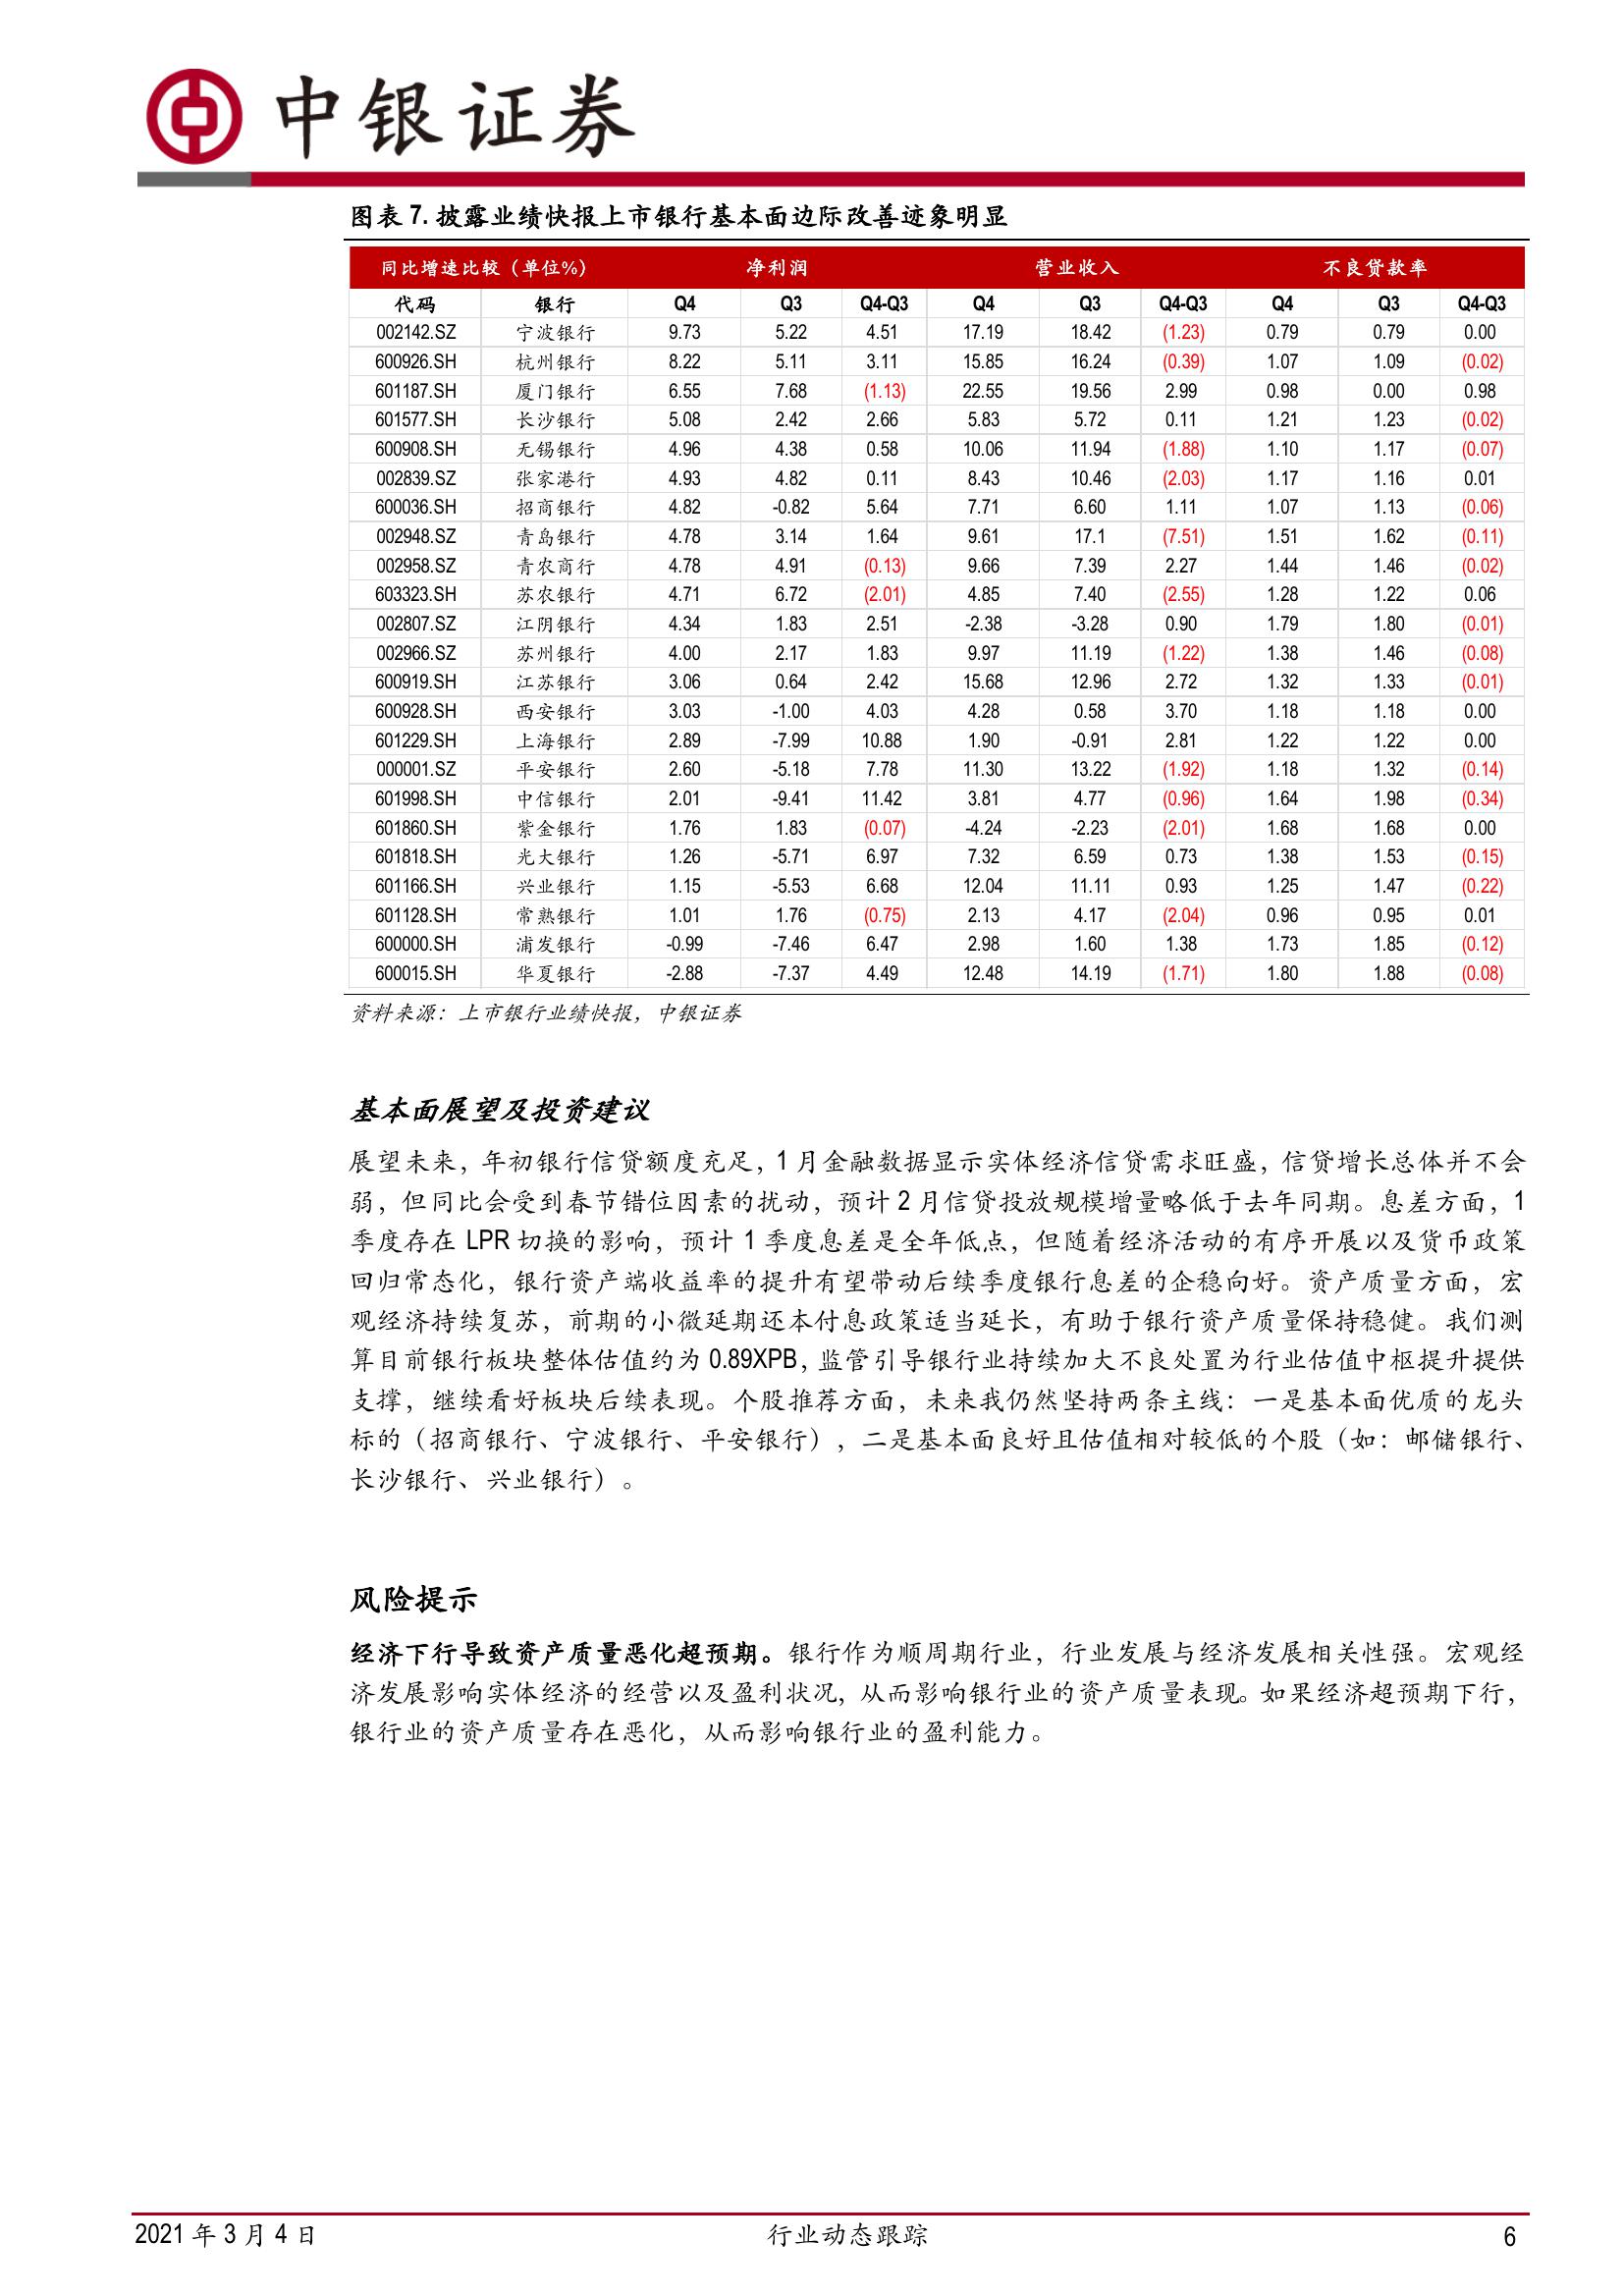 中银证券
图表 7. 披露业绩快报上市银行基本面边际改善迹象明显
同比增速比较（单位%） 净利润 营业收入 不良贷款率
代码 银行 Q4 Q3 Q4-Q3 Q4 Q3 Q4-Q3 Q4 Q3 Q4-Q3
002142.SZ 宁波银行 9.73 5.22 4.51 17.19 18.42 (1.23) 0.79 0.79 0.00
600926.SH 杭州银行 8.22 5.11 3.11 15.85 16.24 (0.39) 1.07 1.09 (0.02)
601187.SH 厦门银行 6.55 7.68 (1.13) 22.55 19.56 2.99 0.98 0.00 0.98
601577.SH 长沙银行 5.08 2.42 2.66 5.83 5.72 0.11 1.21 1.23 (0.02)
600908.SH 无锡银行 4.96 4.38 0.58 10.06 11.94 (1.88) 1.10 1.17 (0.07)
002839.SZ 张家港行 4.93 4.82 0.11 8.43 10.46 (2.03) 1.17 1.16 0.01
600036.SH 招商银行 4.82 -0.82 5.64 7.71 6.60 1.11 1.07 1.13 (0.06)
002948.SZ 青岛银行 4.78 3.14 1.64 9.61 17.1 (7.51) 1.51 1.62 (0.11)
002958.SZ 青农商行 4.78 4.91 (0.13) 9.66 7.39 2.27 1.44 1.46 (0.02)
603323.SH 苏农银行 4.71 6.72 (2.01) 4.85 7.40 (2.55) 1.28 1.22 0.06
002807.SZ 江阴银行 4.34 1.83 2.51 -2.38 -3.28 0.90 1.79 1.80 (0.01)
002966.SZ 苏州银行 4.00 2.17 1.83 9.97 11.19 (1.22) 1.38 1.46 (0.08)
600919.SH 江苏银行 3.06 0.64 2.42 15.68 12.96 2.72 1.32 1.33 (0.01)
600928.SH 西安银行 3.03 -1.00 4.03 4.28 0.58 3.70 1.18 1.18 0.00
601229.SH 上海银行 2.89 -7.99 10.88 1.90 -0.91 2.81 1.22 1.22 0.00
000001.SZ 平安银行 2.60 -5.18 7.78 11.30 13.22 (1.92) 1.18 1.32 (0.14)
601998.SH 中信银行 2.01 -9.41 11.42 3.81 4.77 (0.96) 1.64 1.98 (0.34)
601860.SH 紫金银行 1.76 1.83 (0.07) -4.24 -2.23 (2.01) 1.68 1.68 0.00
601818.SH 光大银行 1.26 -5.71 6.97 7.32 6.59 0.73 1.38 1.53 (0.15)
601166.SH 兴业银行 1.15 -5.53 6.68 12.04 11.11 0.93 1.25 1.47 (0.22)
601128.SH 常熟银行 1.01 1.76 (0.75) 2.13 4.17 (2.04) 0.96 0.95 0.01
600000.SH 浦发银行 -0.99 -7.46 6.47 2.98 1.60 1.38 1.73 1.85 (0.12)
600015.SH 华夏银行 -2.88 -7.37 4.49 12.48 14.19 (1.71) 1.80 1.88 (0.08)
资料来源：上市银行业绩快报，中银证券
基本面展望及投资建议
展望未来，年初银行信贷额度充足，1 月金融数据显示实体经济信贷需求旺盛，信贷增长总体并不会
弱，但同比会受到春节错位因素的扰动，预计 2 月信贷投放规模增量略低于去年同期。息差方面，1
季度存在 LPR 切换的影响，预计 1 季度息差是全年低点，但随着经济活动的有序开展以及货币政策
回归常态化，银行资产端收益率的提升有望带动后续季度银行息差的企稳向好。资产质量方面，宏
观经济持续复苏，前期的小微延期还本付息政策适当延长，有助于银行资产质量保持稳健。我们测
算目前银行板块整体估值约为 0.89XPB，监管引导银行业持续加大不良处置为行业估值中枢提升提供
支撑，继续看好板块后续表现。个股推荐方面，未来我仍然坚持两条主线：一是基本面优质的龙头
标的（招商银行、宁波银行、平安银行），二是基本面良好且估值相对较低的个股（如：邮储银行、
长沙银行、兴业银行）。
风险提示
经济下行导致资产质量恶化超预期。银行作为顺周期行业，行业发展与经济发展相关性强。宏观经
济发展影响实体经济的经营以及盈利状况，从而影响银行业的资产质量表现。如果经济超预期下行，
银行业的资产质量存在恶化，从而影响银行业的盈利能力。
2021 年 3 月 4 日 行业动态跟踪 6